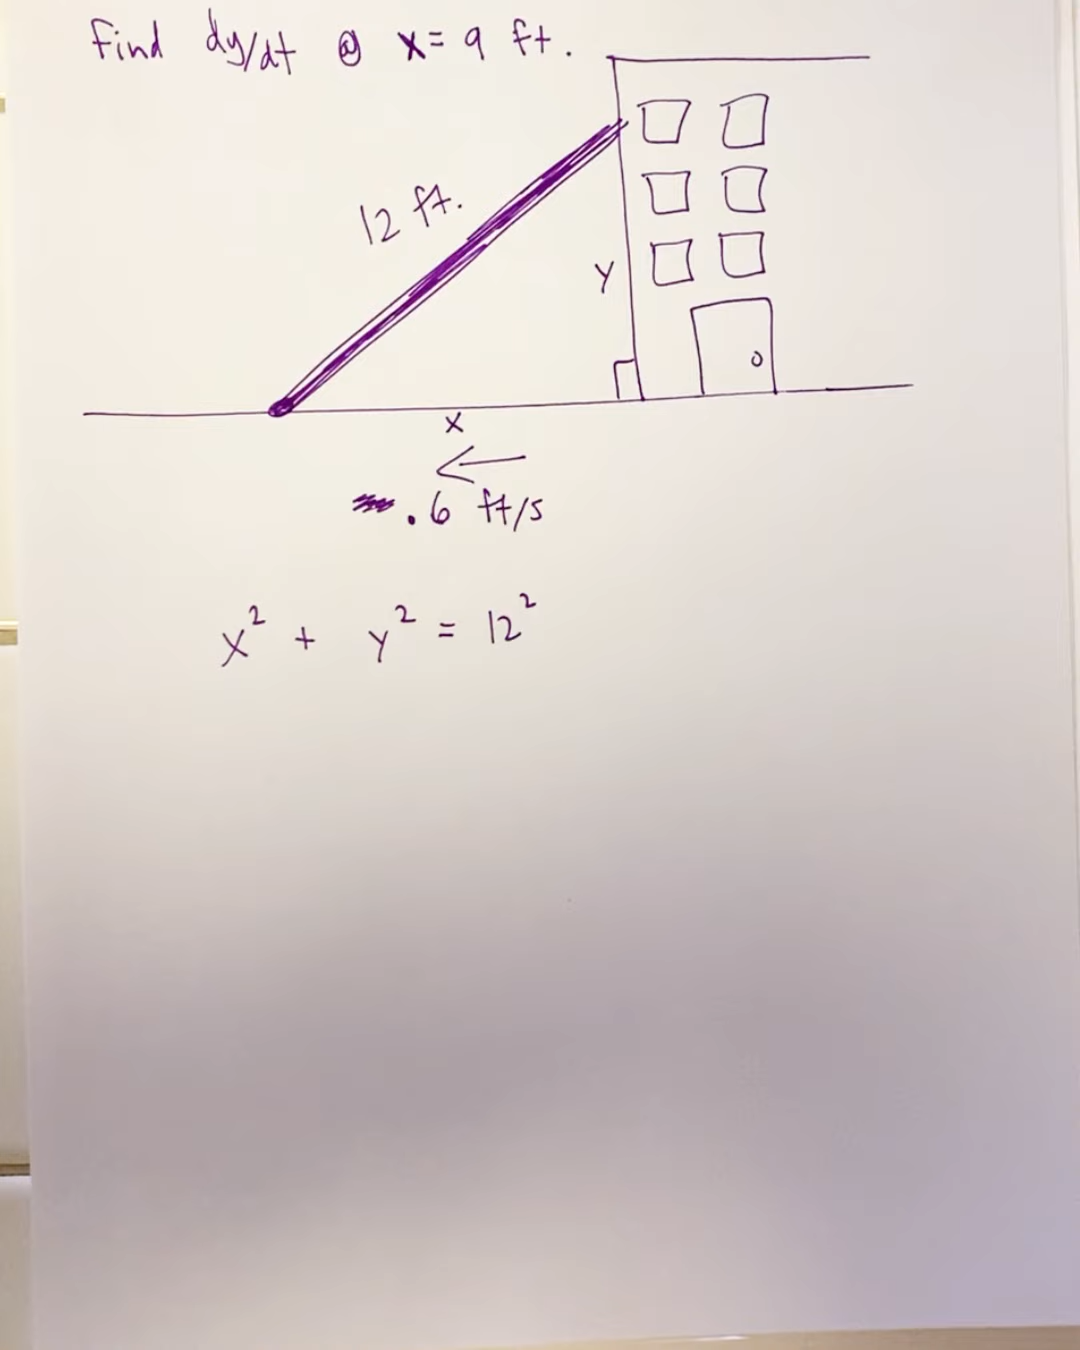 Find dy/dt @ x= 9 ft.
12 ft.
y
x
.6 ft/s
x² + y² = 12²